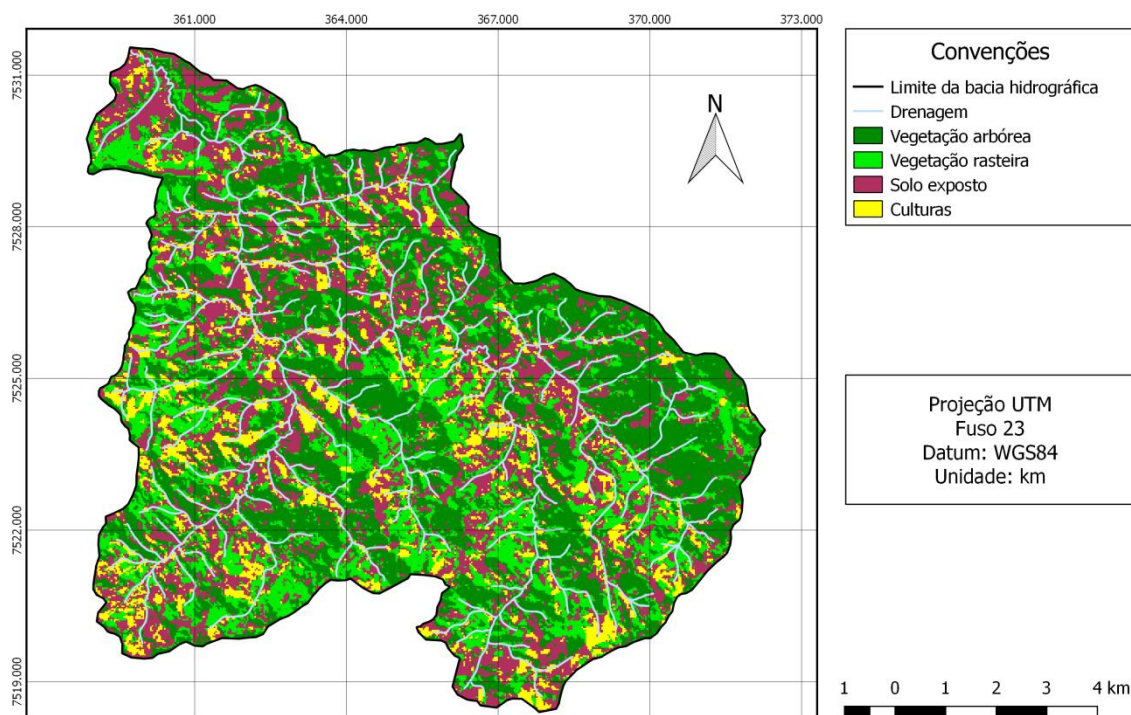 361.000 364.000 367.000 370.000 373.000
7531.000
7528.000
7525.000
7522.000
7519.000
N
Convenções
Limite da bacia hidrográfica
Drenagem
Vegetação arbórea
Vegetação rasteira
Solo exposto
Culturas
Projeção UTM
Fuso 23
Datum: WGS84
Unidade: km
1 0 1 2 3 4 km